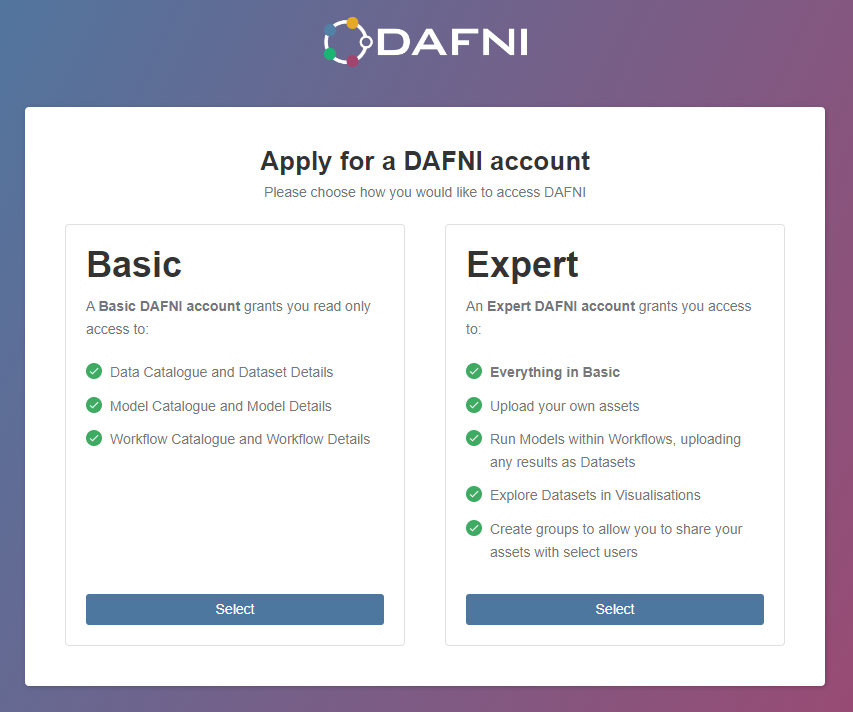 DAFNI
Apply for a DAFNI account
Please choose how you would like to access DAFNI
Basic
A Basic DAFNI account grants you read only
access to:
Data Catalogue and Dataset Details
Model Catalogue and Model Details
Workflow Catalogue and Workflow Details
Select
Expert
An Expert DAFNI account grants you access
to:
Everything in Basic
Upload your own assets
Run Models within Workflows, uploading
any results as Datasets
Explore Datasets in Visualisations
Create groups to allow you to share your
assets with select users
Select